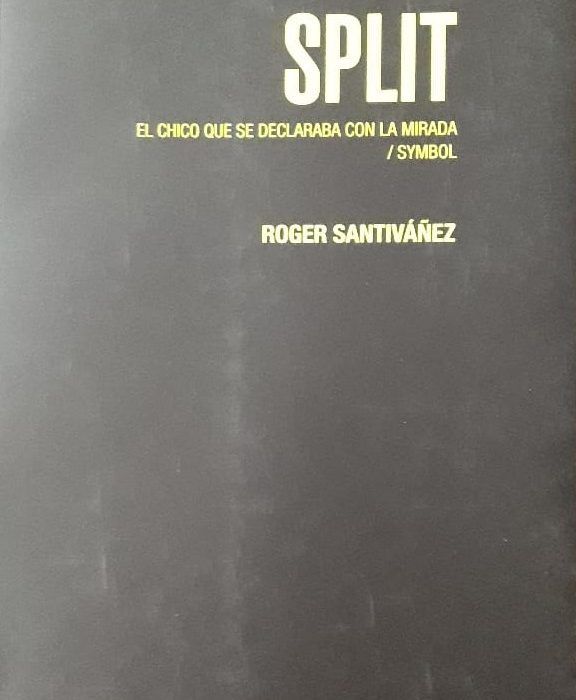 SPLIT
EL CHICO QUE SE DECLARABA CON LA MIRADA
/ SYMBOL
ROGER SANTIVÁÑEZ